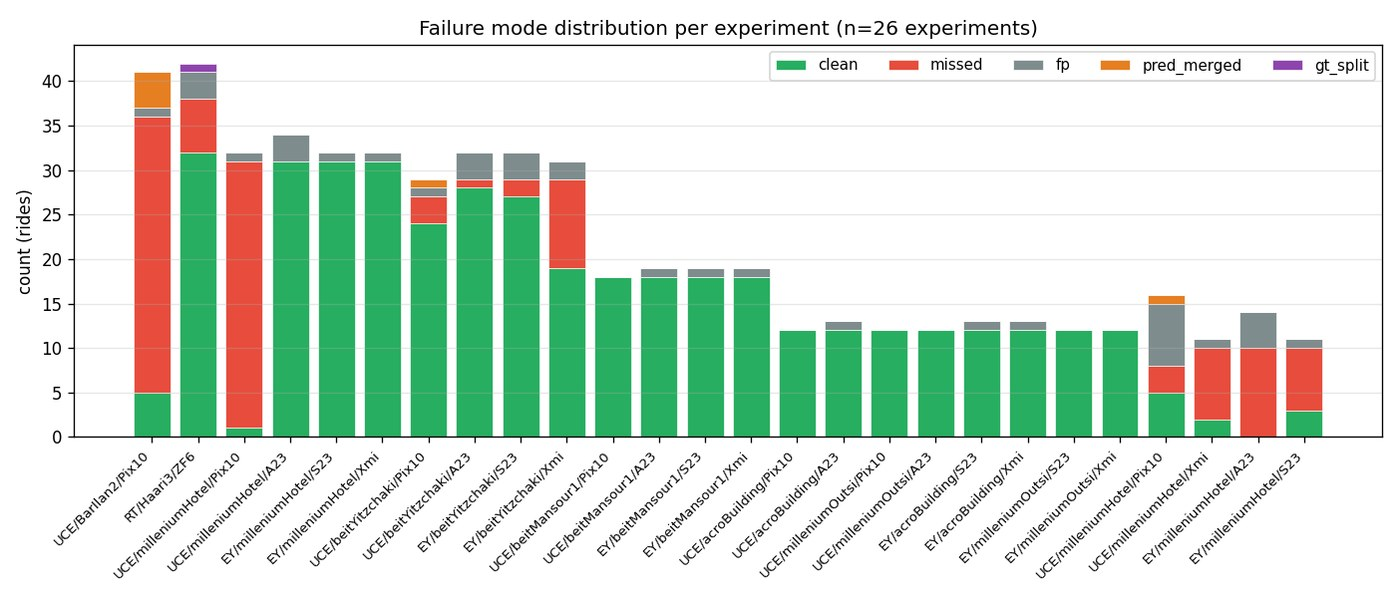 Failure mode distribution per experiment (n=26 experiments)
clean missed fp pred_merged gt_split
count (rides)
40
35
30
25
20
15
10
5
0
UCE/BarIlan2/Pix10
RT/Haari3/ZF6
UCE/milleniumHotel/Pix10
UCE/milleniumHotel/A23
EY/milleniumHotel/S23
EY/milleniumHotel/Xmi
UCE/beitYitzchaki/Pix10
UCE/beitYitzchaki/A23
EY/beitYitzchaki/S23
EY/beitYitzchaki/Xmi
UCE/beitMansour1/Pix10
UCE/beitMansour1/A23
EY/beitMansour1/S23
EY/beitMansour1/Xmi
UCE/acroBuilding/Pix10
UCE/acroBuilding/A23
UCE/milleniumOutsi/Pix10
UCE/milleniumOutsi/A23
EY/acroBuilding/S23
EY/acroBuilding/Xmi
EY/milleniumOutsi/S23
EY/milleniumOutsi/Xmi
UCE/milleniumHotel/Pix10
UCE/milleniumHotel/Xmi
EY/milleniumHotel/A23
EY/milleniumHotel/S23